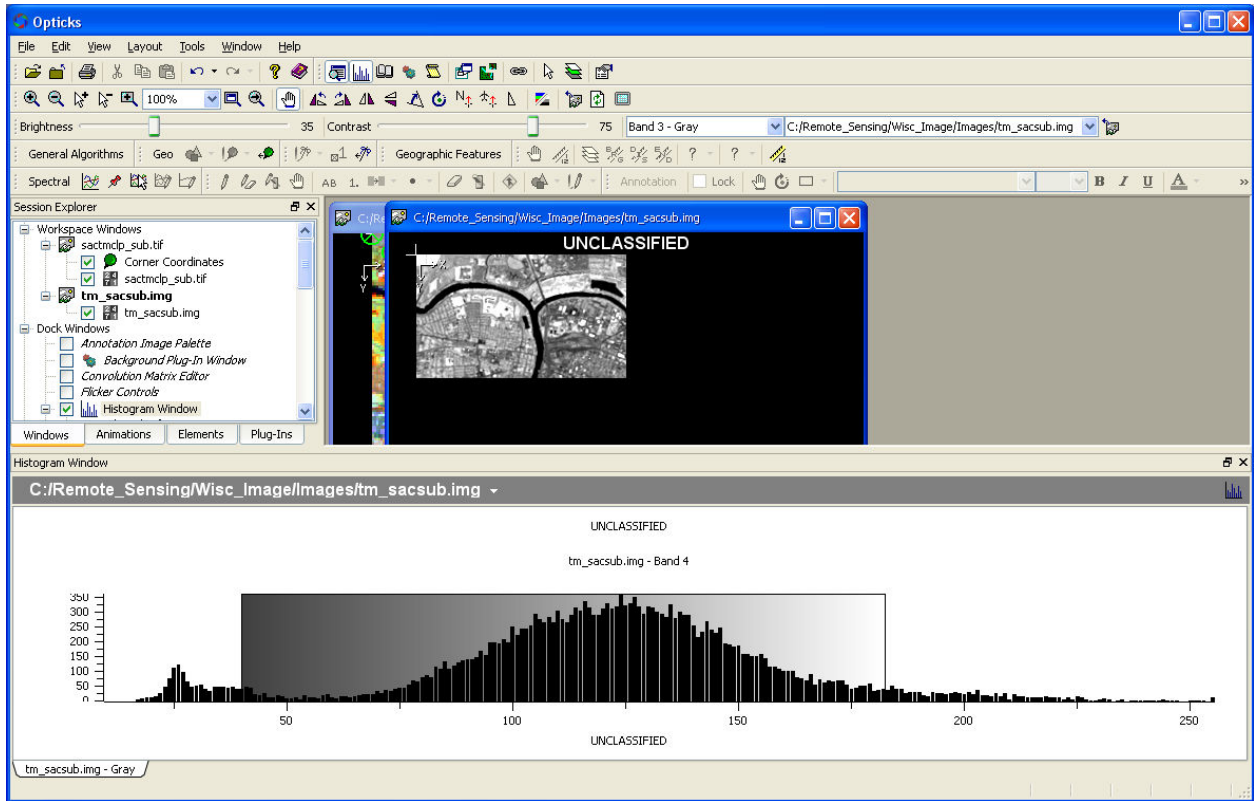 Opticks
File Edit View Layout Tools Window Help
100%
Brightness 35 Contrast 75 Band 3 - Gray C:/Remote_Sensing/Wisc_Image/Images/tm_sacsub.img
General Algorithms Geo Geographic Features
Spectral AB 1. Annotation Lock B I U A
Session Explorer
Workspace Windows
sactmclp_sub.tif
Corner Coordinates
sactmclp_sub.tif
tm_sacsub.img
tm_sacsub.img
Dock Windows
Annotation Image Palette
Background Plug-In Window
Convolution Matrix Editor
Flicker Controls
Histogram Window
Windows Animations Elements Plug-Ins
C:/Re
C:/Remote_Sensing/Wisc_Image/Images/tm_sacsub.img
UNCLASSIFIED
X
Y
Y
Histogram Window
C:/Remote_Sensing/Wisc_Image/Images/tm_sacsub.img
UNCLASSIFIED
tm_sacsub.img - Band 4
350
300
250
200
150
100
50
0
50 100 150 200 250
UNCLASSIFIED
tm_sacsub.img - Gray